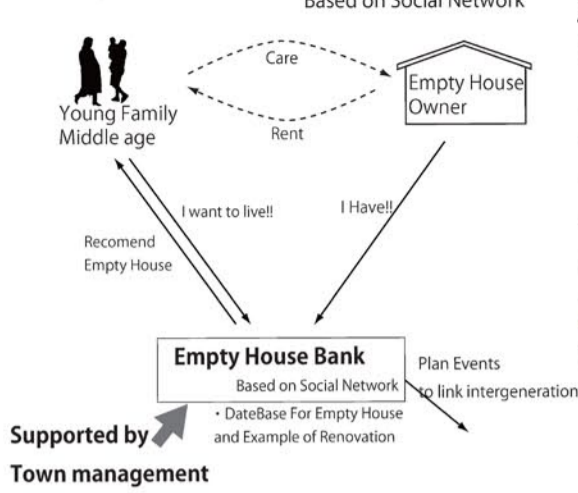 Based on Social Network
Care
Empty House
Owner
Young Family
Middle age
Rent
I want to live!!
I Have!!
Recomend
Empty House
Empty House Bank
Based on Social Network
Plan Events
to link intergeneration
・DateBase For Empty House
and Example of Renovation
Supported by
Town management